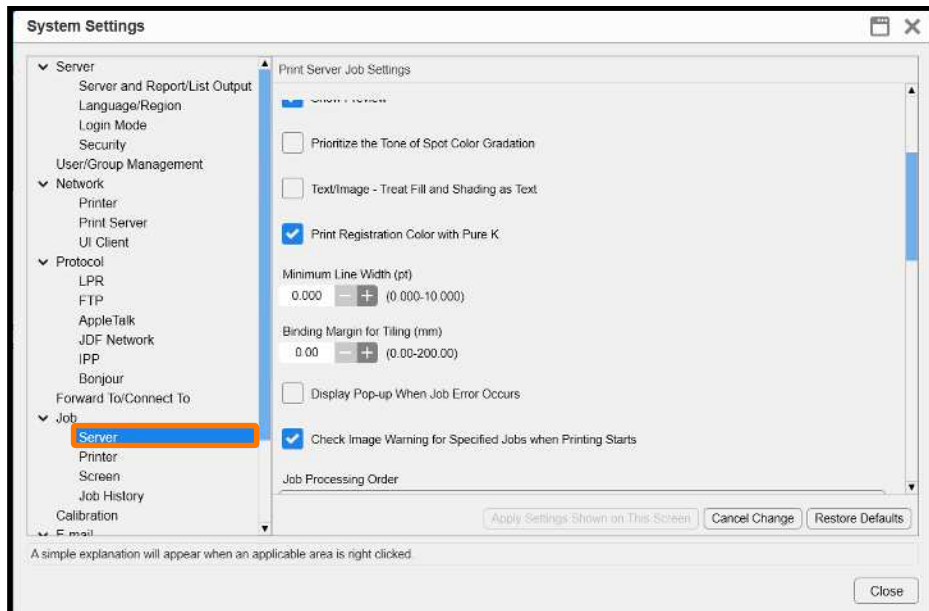 System Settings
Server
Server and Report/List Output
Language/Region
Login Mode
Security
User/Group Management
Network
Printer
Print Server
UI Client
Protocol
LPR
FTP
AppleTalk
JDF Network
IPP
Bonjour
Forward To/Connect To
Job
Server
Printer
Screen
Job History
Calibration
E-mail
Print Server Job Settings
Show Preview
Prioritize the Tone of Spot Color Gradation
Text/Image - Treat Fill and Shading as Text
Print Registration Color with Pure K
Minimum Line Width (pt)
0.000 − + (0.000-10.000)
Binding Margin for Tiling (mm)
0.00 − + (0.00-200.00)
Display Pop-up When Job Error Occurs
Check Image Warning for Specified Jobs when Printing Starts
Job Processing Order
Apply Settings Shown on This Screen Cancel Change Restore Defaults
A simple explanation will appear when an applicable area is right clicked.
Close